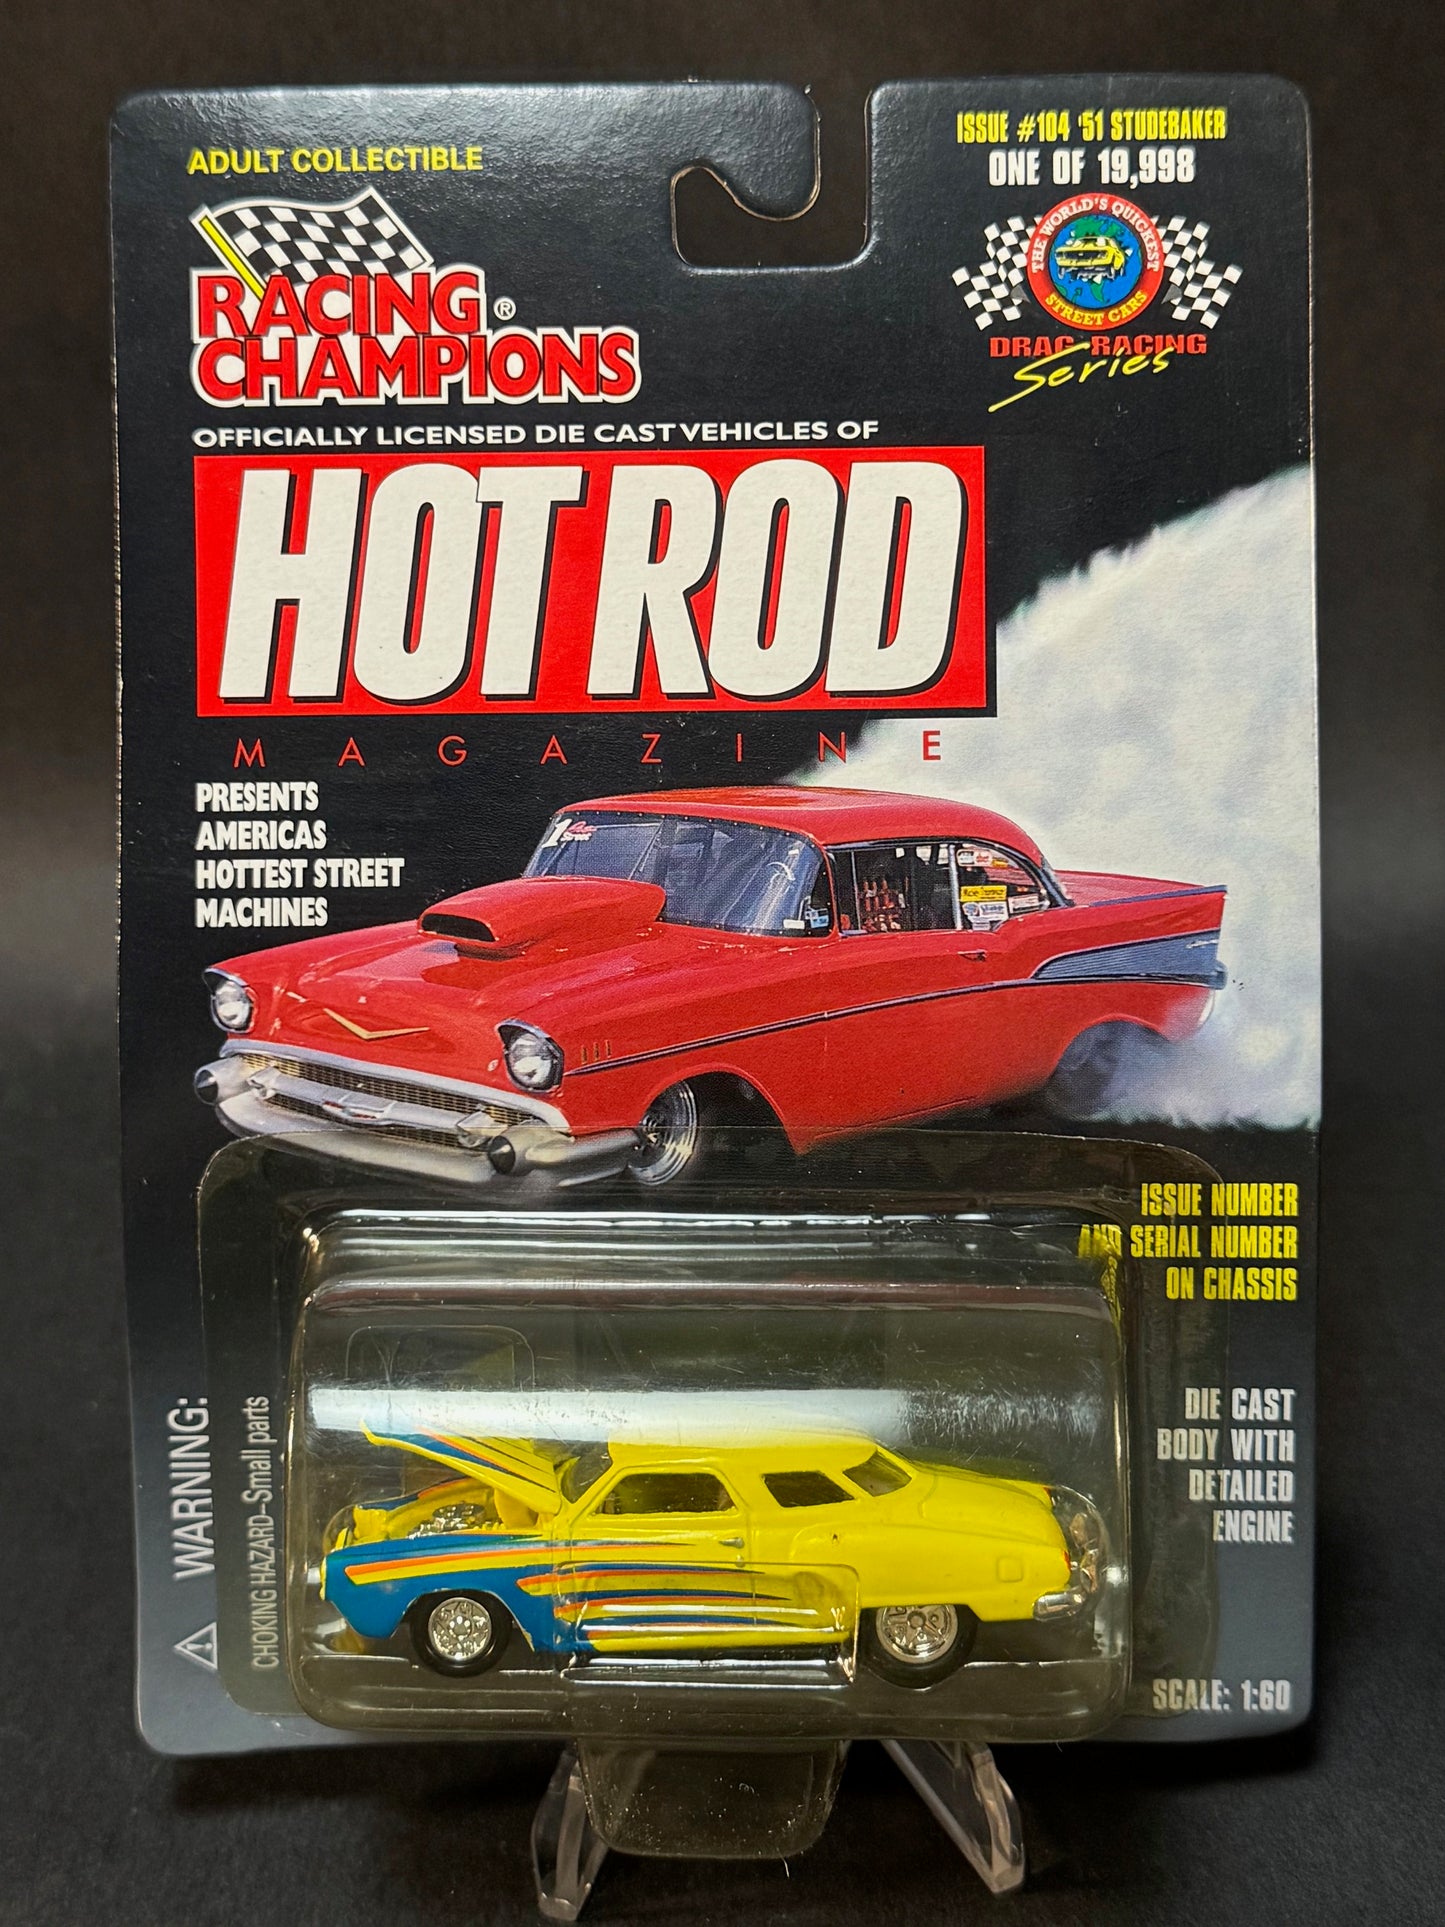 ADULT COLLECTIBLE
RACING
CHAMPIONS®
ISSUE #104 '51 STUDEBAKER
ONE OF 19,998
THE WORLD'S QUICKEST
STREET CARS
DRAG RACING
Series
OFFICIALLY LICENSED DIE CAST VEHICLES OF
HOT ROD
MAGAZINE
PRESENTS
AMERICAS
HOTTEST STREET
MACHINES
1
ISSUE NUMBER
AND SERIAL NUMBER
ON CHASSIS
DIE CAST
BODY WITH
DETAILED
ENGINE
SCALE: 1:60
WARNING:
CHOKING HAZARD-Small parts